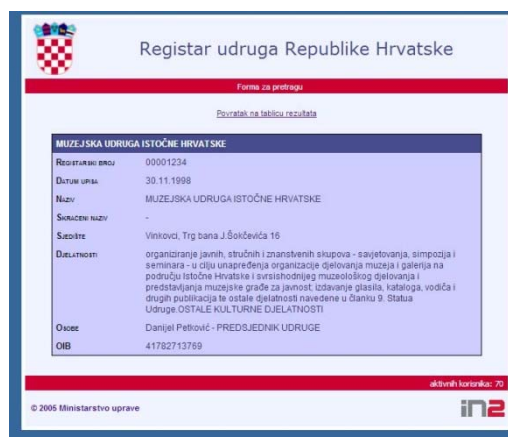 Registar udruga Republike Hrvatske
Forma za pretragu
Povratak na tablicu rezultata
MUZEJSKA UDRUGA ISTOČNE HRVATSKE
REGISTARSKI BROJ 00001234
DATUM UPISA 30.11.1998
NAZIV MUZEJSKA UDRUGA ISTOČNE HRVATSKE
SKRAĆENI NAZIV -
SJEDIŠTE Vinkovci, Trg bana J.Šokčevića 16
DJELATNOSTI organiziranje javnih, stručnih i znanstvenih skupova - savjetovanja, simpozija i
seminara - u cilju unapređenja organizacije djelovanja muzeja i galerija na
području Istočne Hrvatske i svrsishodnijeg muzeološkog djelovanja i
predstavljanja muzejske građe za javnost; izdavanje glasila, kataloga, vodiča i
drugih publikacija te ostale djelatnosti navedene u članku 9. Statua
Udruge.OSTALE KULTURNE DJELATNOSTI
OSOBE Danijel Petković - PREDSJEDNIK UDRUGE
OIB 41782713769
aktivnih korisnika: 70
© 2005 Ministarstvo uprave
in2